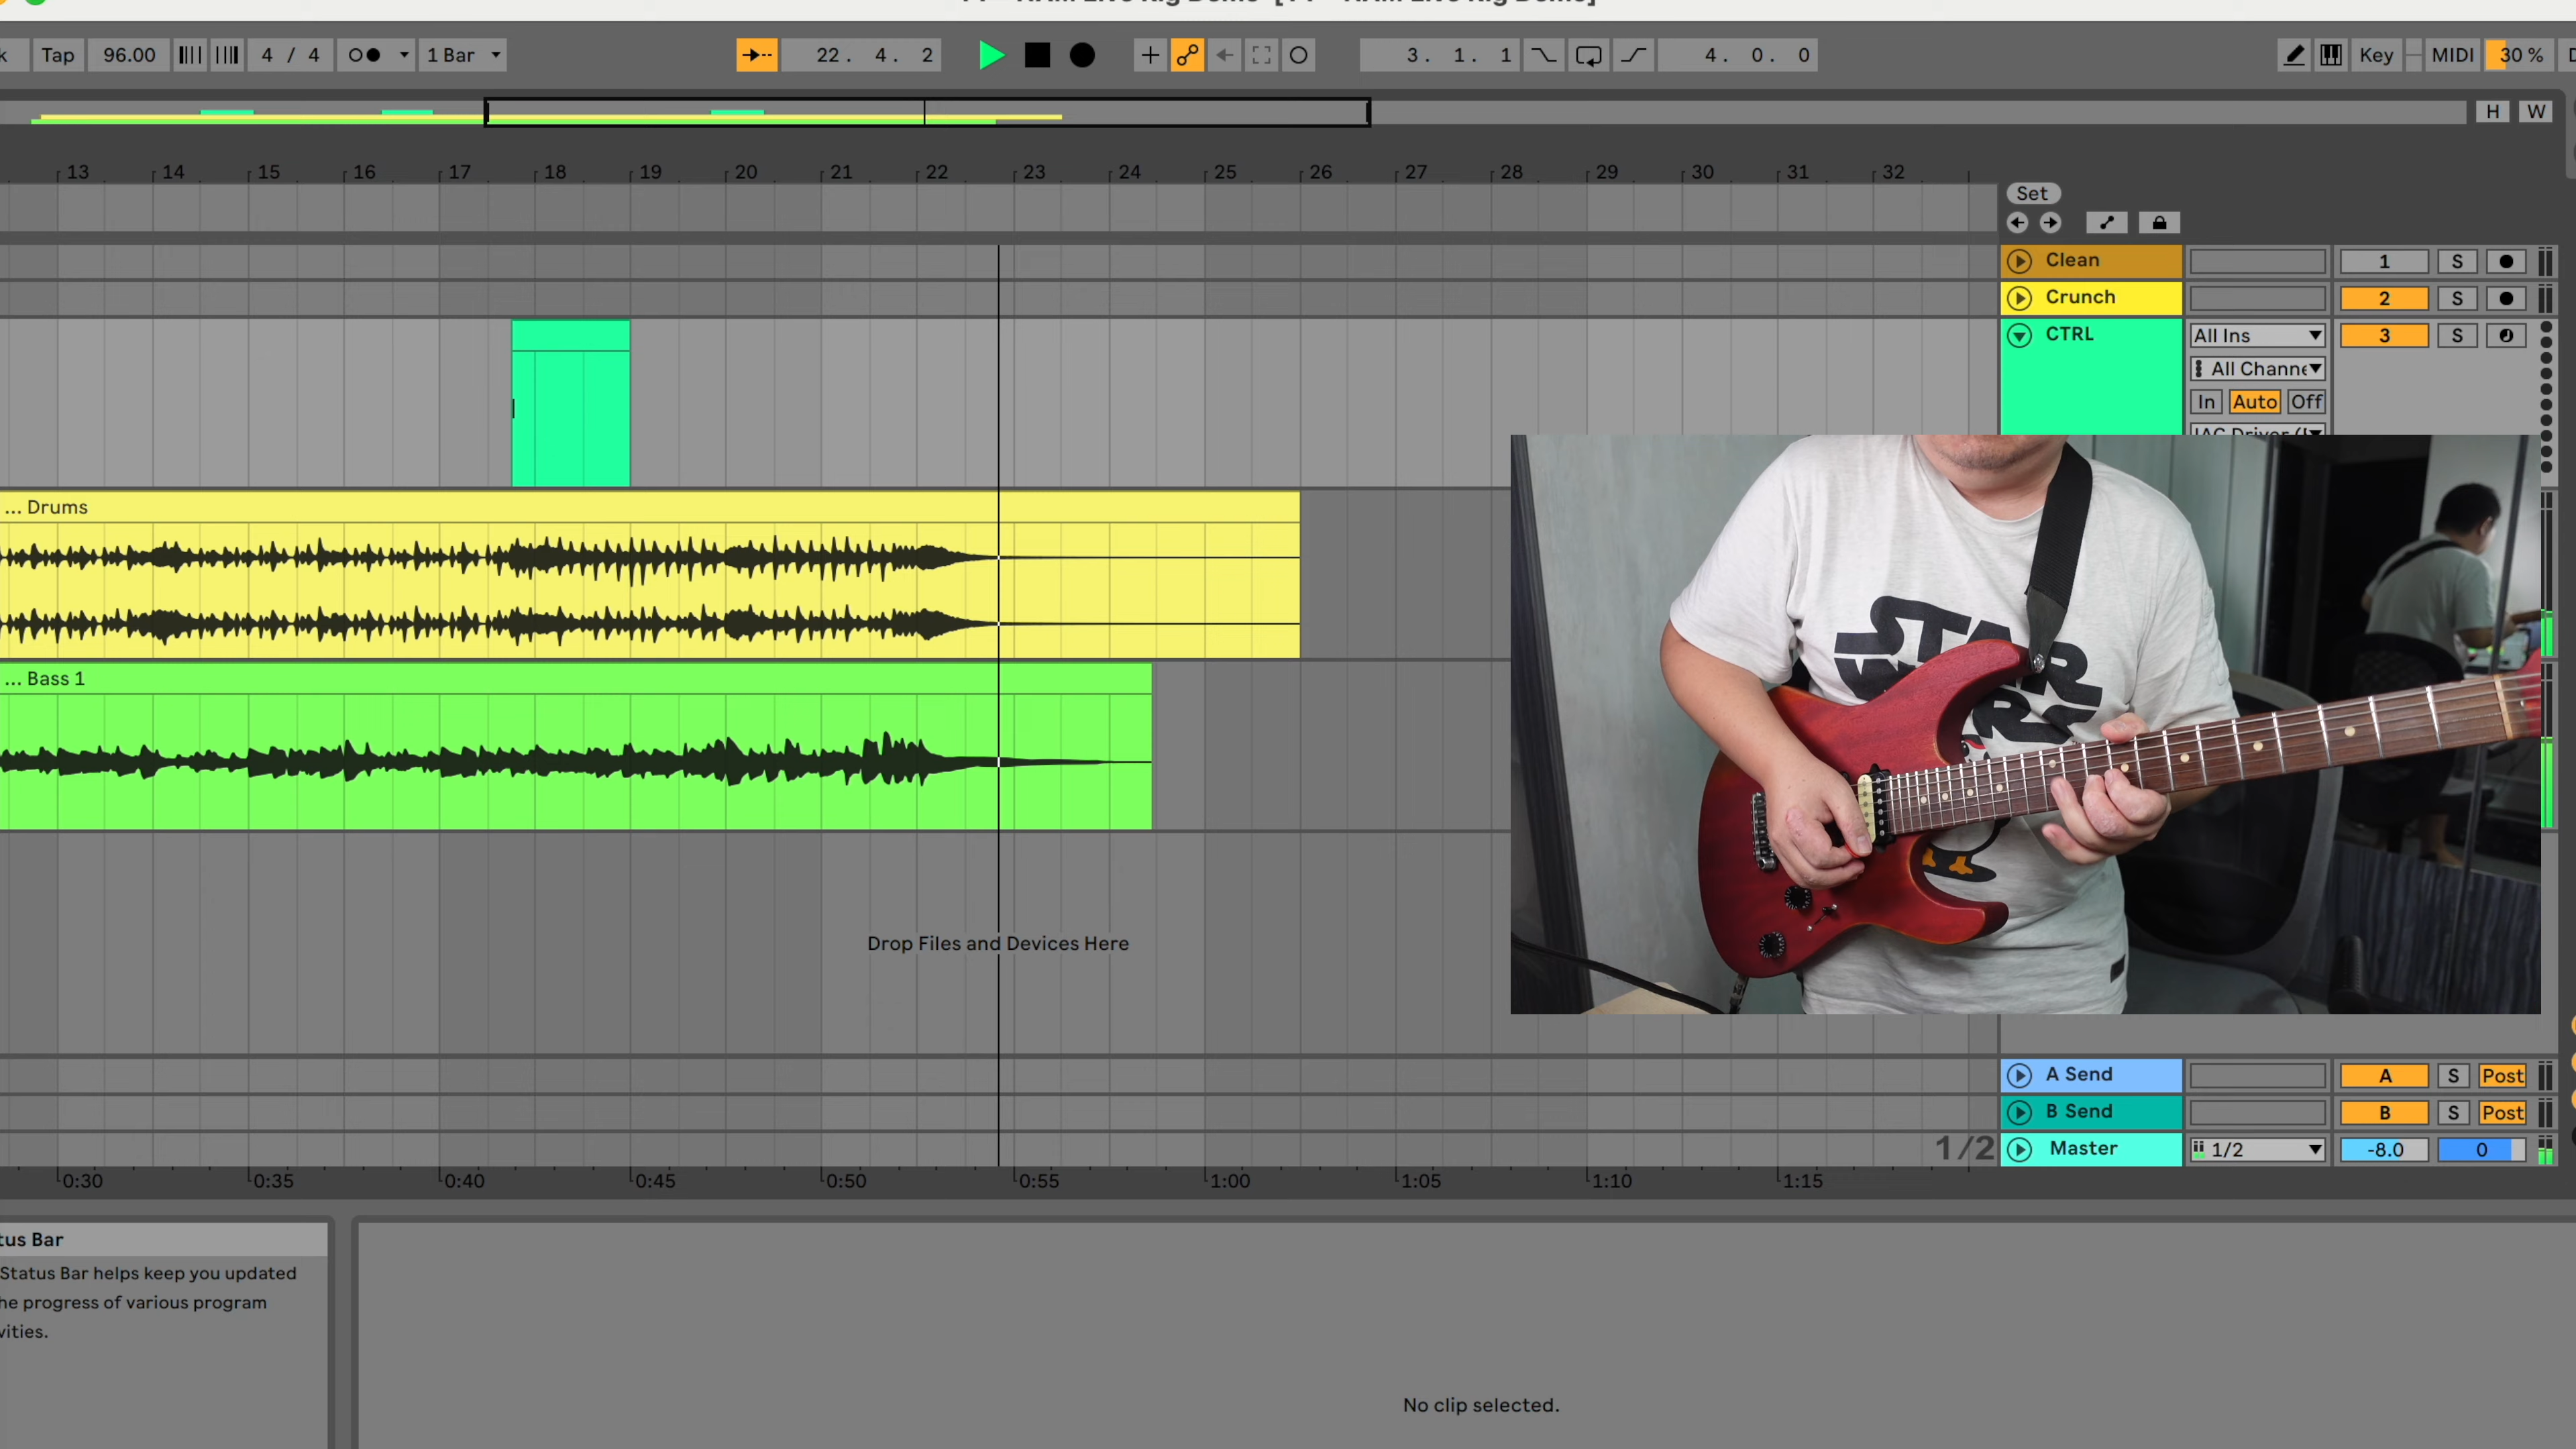 k Tap 96.00 4 / 4 1 Bar 22. 4. 2 3. 1. 1 4. 0. 0 Key MIDI 30 %
H W
13 14 15 16 17 18 19 20 21 22 23 24 25 26 27 28 29 30 31 32
Set
Clean 1 S
Crunch 2 S
CTRL All Ins 3 S
All Channe
In Auto Off
... Drums
STAR
WARS
... Bass 1
Drop Files and Devices Here
A Send A S Post
B Send B S Post
1/2 Master 1/2 -8.0 0
0:30 0:35 0:40 0:45 0:50 0:55 1:00 1:05 1:10 1:15
tus Bar
Status Bar helps keep you updated
he progress of various program
vities.
No clip selected.